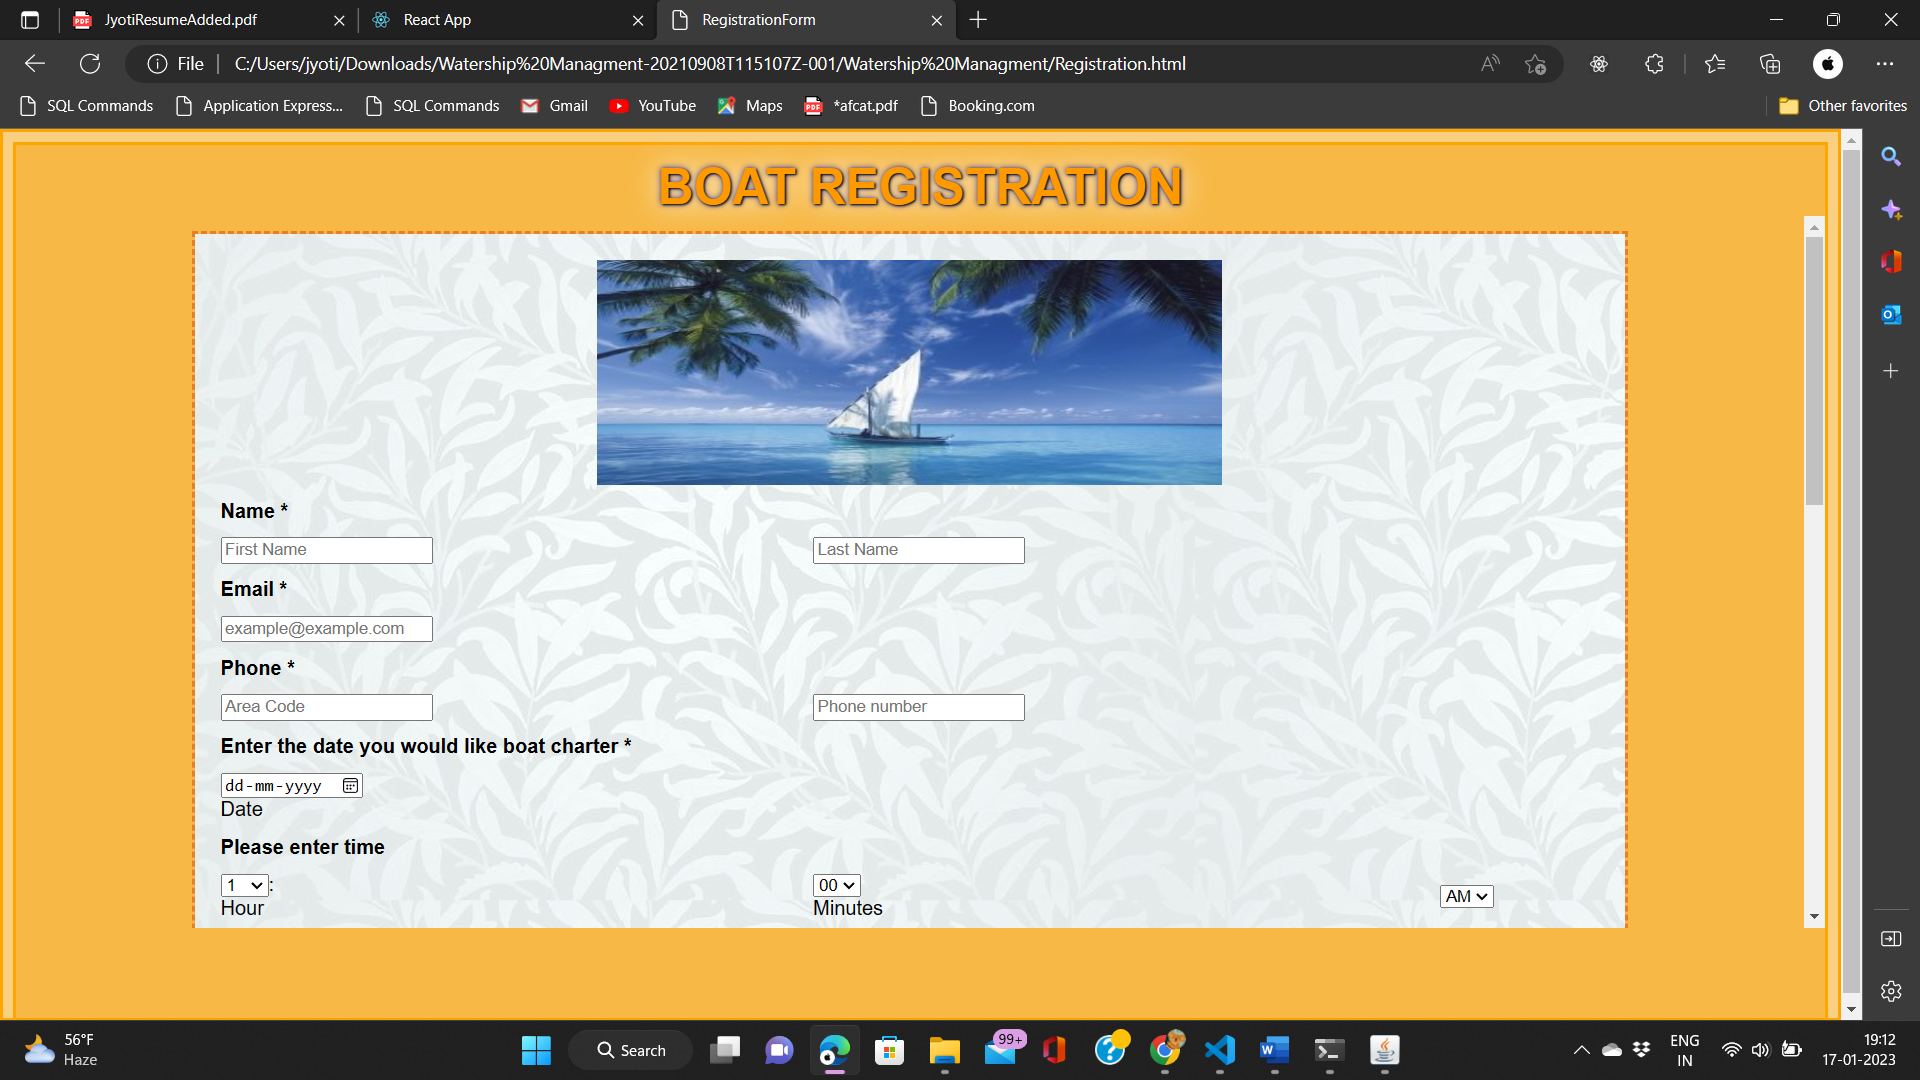 JyotiResumeAdded.pdf
React App
RegistrationForm
File
C:/Users/jyoti/Downloads/Watership%20Managment-20210908T115107Z-001/Watership%20Managment/Registration.html
SQL Commands
Application Express...
SQL Commands
Gmail
YouTube
Maps
PDF
*afcat.pdf
Booking.com
Other favorites
BOAT REGISTRATION
Name *
First Name
Last Name
Email *
example@example.com
Phone *
Area Code
Phone number
Enter the date you would like boat charter *
dd-mm-yyyy
Date
Please enter time
1
:
00
AM
Hour
Minutes
56°F
Haze
Search
99+
ENG
IN
19:12
17-01-2023